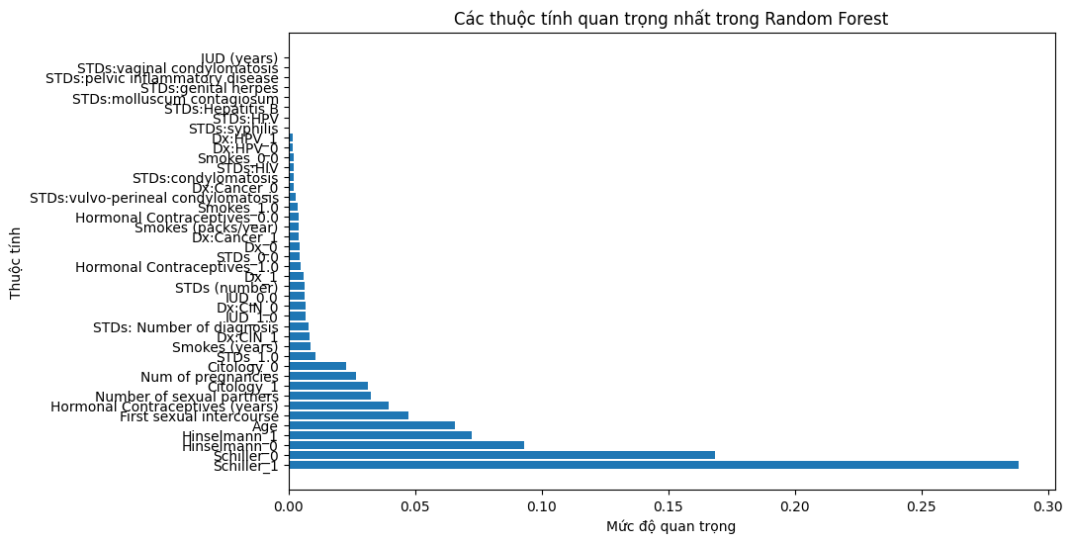 Các thuộc tính quan trọng nhất trong Random Forest
Thuộc tính
IUD (years)
STDs:vaginal condylomatosis
STDs:pelvic inflammatory disease
STDs:genital herpes
STDs:molluscum contagiosum
STDs:Hepatitis B
STDs:HPV
STDs:syphilis
Dx:HPV_1
Dx:HPV_0
Smokes_0.0
STDs:HIV
STDs:condylomatosis
Dx:Cancer_0
STDs:vulvo-perineal condylomatosis
Smokes_1.0
Hormonal Contraceptives_0.0
Smokes (packs/year)
Dx:Cancer_1
Dx_0
STDs_0.0
Hormonal Contraceptives_1.0
Dx_1
STDs (number)
IUD_0.0
Dx:CIN_0
IUD_1.0
STDs: Number of diagnosis
Dx:CIN_1
Smokes (years)
STDs_1.0
Citology_0
Num of pregnancies
Citology_1
Number of sexual partners
Hormonal Contraceptives (years)
First sexual intercourse
Age
Hinselmann_1
Hinselmann_0
Schiller_0
Schiller_1
0.00 0.05 0.10 0.15 0.20 0.25 0.30
Mức độ quan trọng